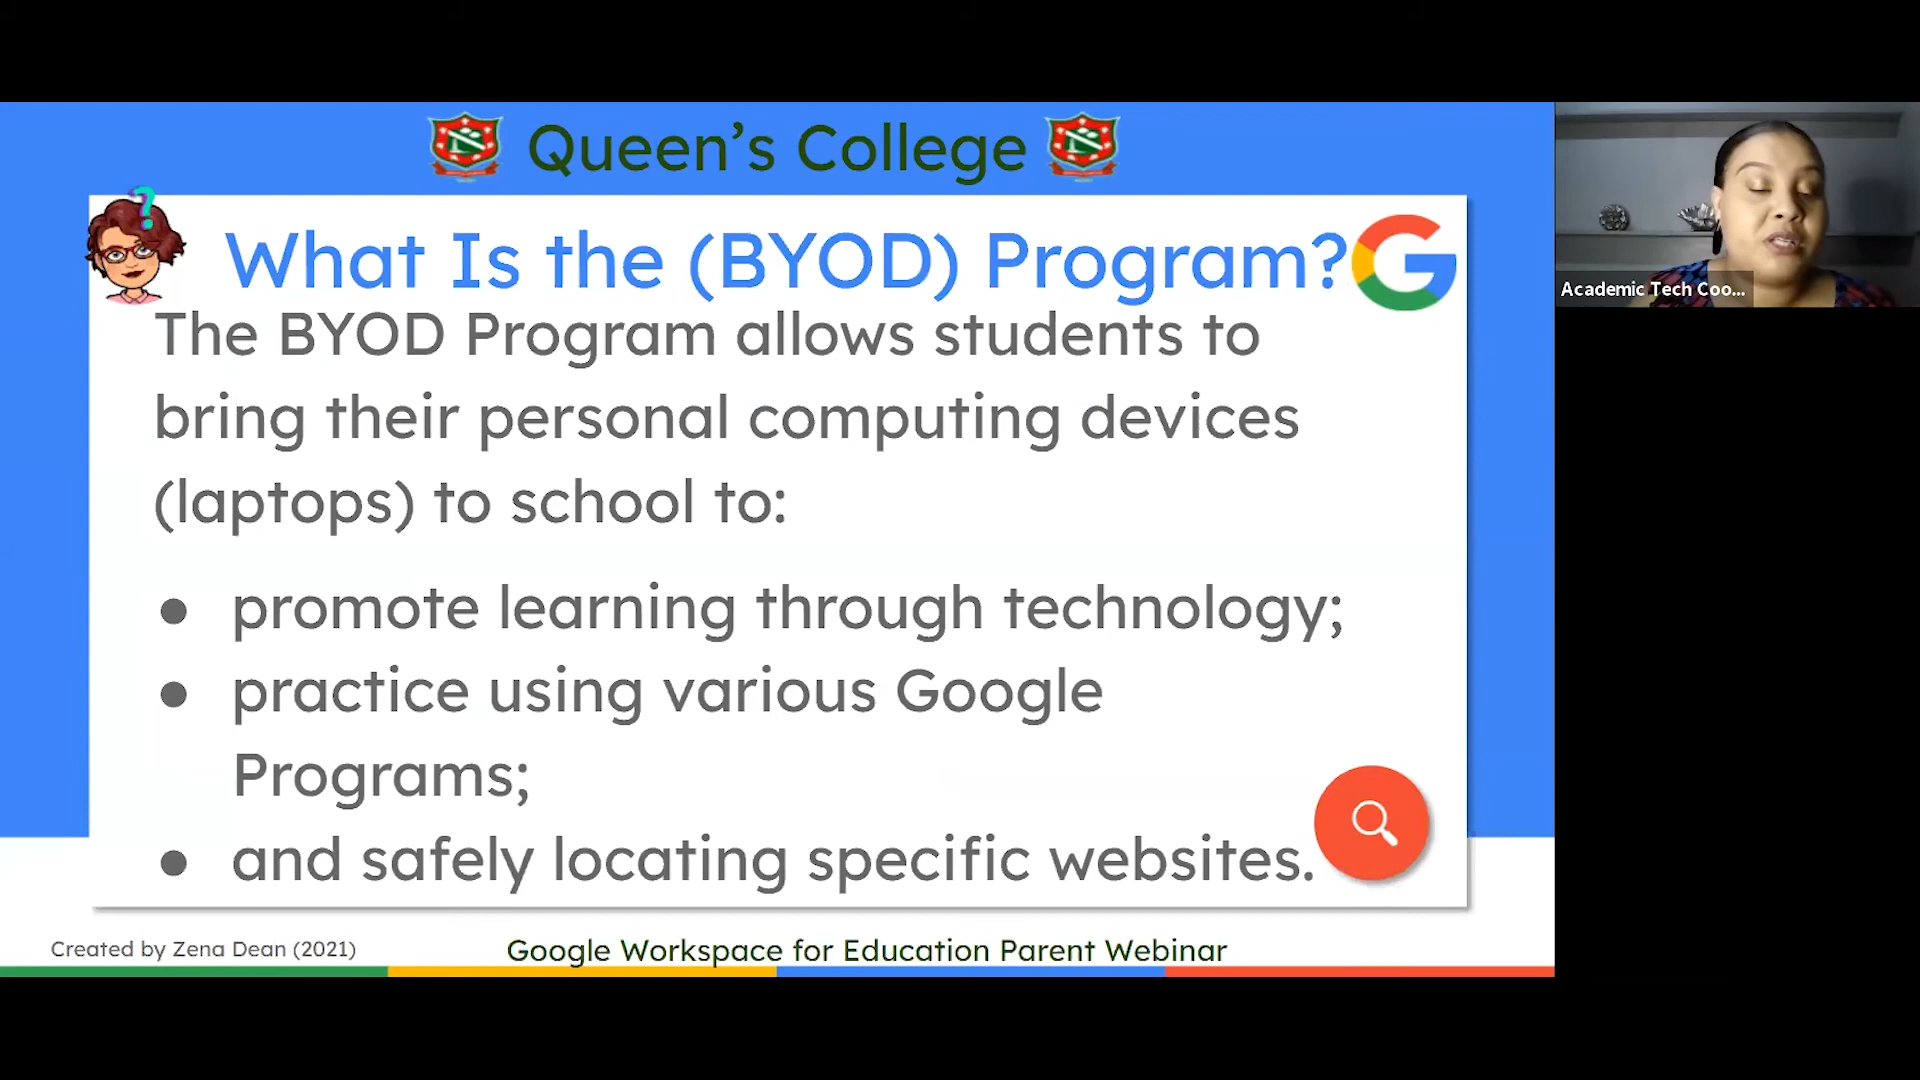 Queen's College
What Is the (BYOD) Program?
The BYOD Program allows students to
bring their personal computing devices
(laptops) to school to:
● promote learning through technology;
● practice using various Google
Programs;
● and safely locating specific websites.
Created by Zena Dean (2021)
Google Workspace for Education Parent Webinar
Academic Tech Coo...